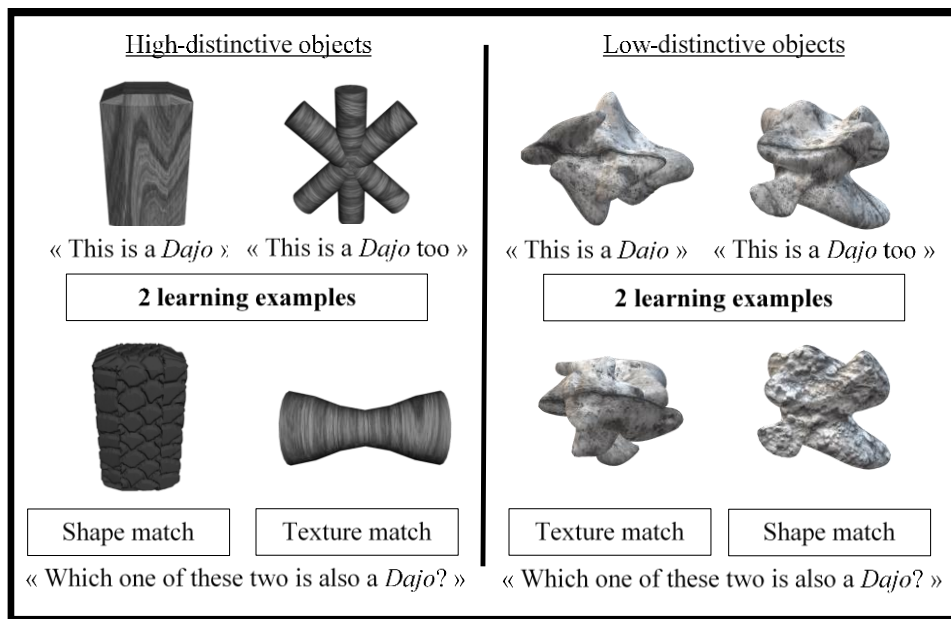 High-distinctive objects
« This is a Dajo » « This is a Dajo too »
2 learning examples
Shape match Texture match
« Which one of these two is also a Dajo? »
Low-distinctive objects
« This is a Dajo » « This is a Dajo too »
2 learning examples
Texture match Shape match
« Which one of these two is also a Dajo? »